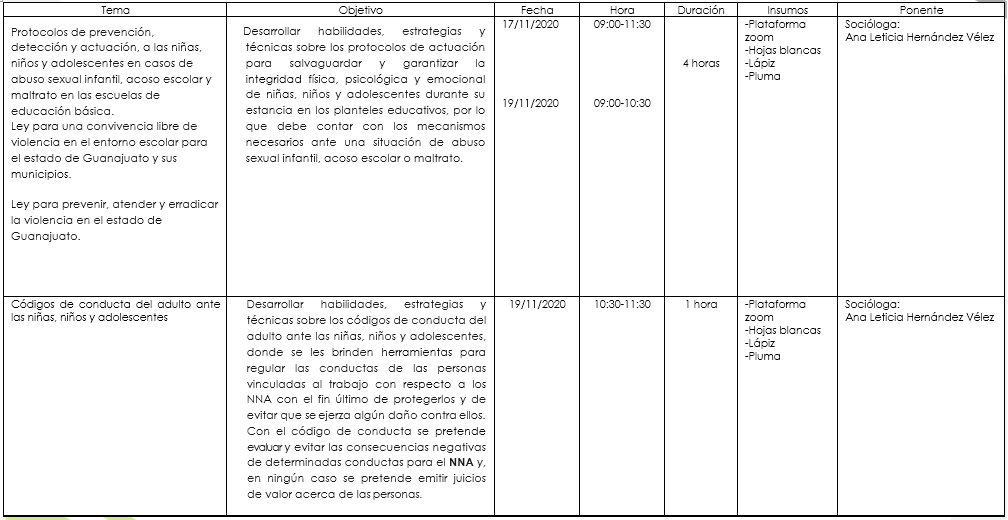 Tema
Objetivo
Fecha
Hora
Duración
Insumos
Ponente
Protocolos de prevención,
detección y actuación, a las niñas,
niños y adolescentes en casos de
abuso sexual infantil, acoso escolar y
maltrato en las escuelas de
educación básica.
Ley para una convivencia libre de
violencia en el entorno escolar para
el estado de Guanajuato y sus
municipios.
Ley para prevenir, atender y erradicar
la violencia en el estado de
Guanajuato.
Desarrollar habilidades, estrategias y
técnicas sobre los protocolos de actuación
para salvaguardar y garantizar la
integridad física, psicológica y emocional
de niñas, niños y adolescentes durante su
estancia en los planteles educativos, por lo
que debe contar con los mecanismos
necesarios ante una situación de abuso
sexual infantil, acoso escolar o maltrato.
17/11/2020
19/11/2020
09:00-11:30
09:00-10:30
4 horas
-Plataforma
zoom
-Hojas blancas
-Lápiz
-Pluma
Socióloga:
Ana Leticia Hernández Vélez
Códigos de conducta del adulto ante
las niñas, niños y adolescentes
Desarrollar habilidades, estrategias y
técnicas sobre los códigos de conducta del
adulto ante las niñas, niños y adolescentes,
donde se les brinden herramientas para
regular las conductas de las personas
vinculadas al trabajo con respecto a los
NNA con el fin último de protegerlos y de
evitar que se ejerza algún daño contra ellos.
Con el código de conducta se pretende
evaluar y evitar las consecuencias negativas
de determinadas conductas para el NNA y,
en ningún caso se pretende emitir juicios
de valor acerca de las personas.
19/11/2020
10:30-11:30
1 hora
-Plataforma
zoom
-Hojas blancas
-Lápiz
-Pluma
Socióloga:
Ana Leticia Hernández Vélez